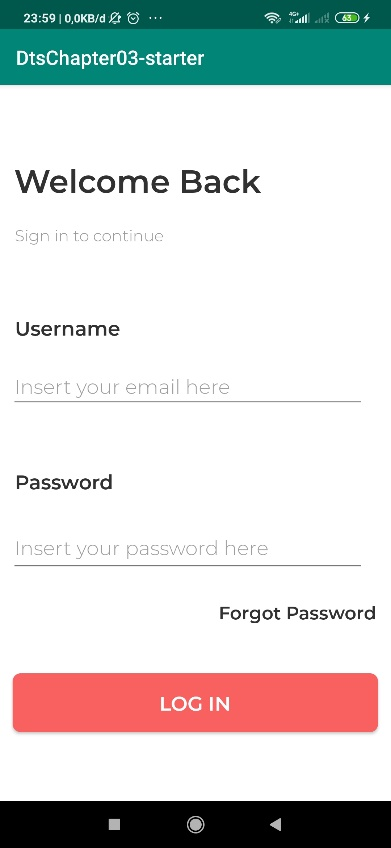 23:59 | 0,0KB/d ...
4G+
63
DtsChapter03-starter
Welcome Back
Sign in to continue
Username
Insert your email here
Password
Insert your password here
Forgot Password
LOG IN